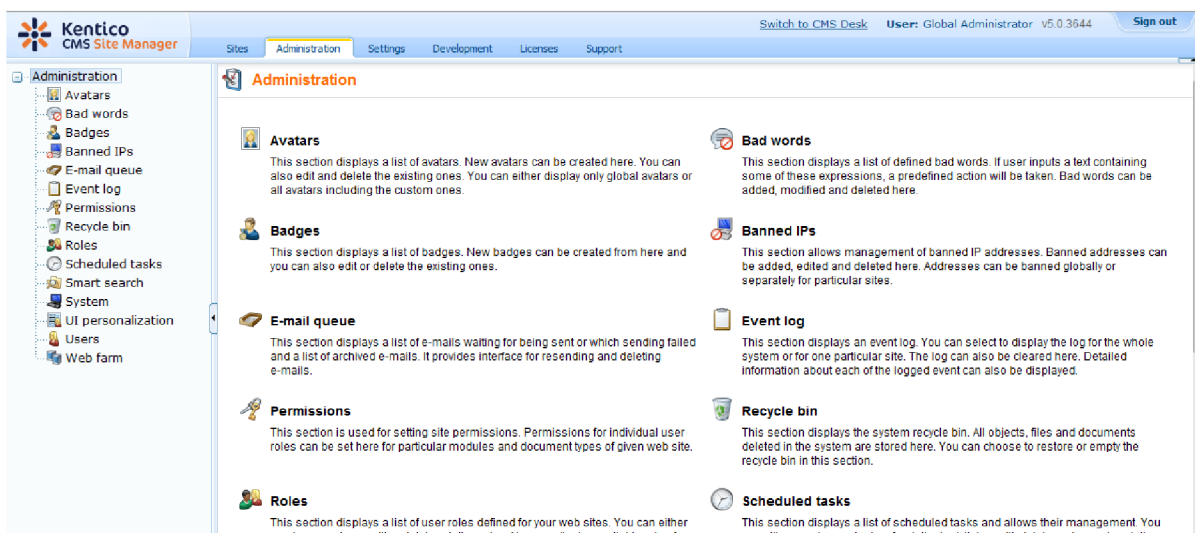 Kentico
CMS Site Manager
Switch to CMS Desk User: Global Administrator v5.0.3644 Sign out
Sites Administration Settings Development Licenses Support
Administration
Avatars
Bad words
Badges
Banned IPs
E-mail queue
Event log
Permissions
Recycle bin
Roles
Scheduled tasks
Smart search
System
UI personalization
Users
Web farm
Administration
Avatars
This section displays a list of avatars. New avatars can be created here. You can
also edit and delete the existing ones. You can either display only global avatars or
all avatars including the custom ones.
Bad words
This section displays a list of defined bad words. If user inputs a text containing
some of these expressions, a predefined action will be taken. Bad words can be
added, modified and deleted here.
Badges
This section displays a list of badges. New badges can be created from here and
you can also edit or delete the existing ones.
Banned IPs
This section allows management of banned IP addresses. Banned addresses can
be added, edited and deleted here. Addresses can be banned globally or
separately for particular sites.
E-mail queue
This section displays a list of e-mails waiting for being sent or which sending failed
and a list of archived e-mails. It provides interface for resending and deleting
e-mails.
Event log
This section displays an event log. You can select to display the log for the whole
system or for one particular site. The log can also be cleared here. Detailed
information about each of the logged event can also be displayed.
Permissions
This section is used for setting site permissions. Permissions for individual user
roles can be set here for particular modules and document types of given web site.
Recycle bin
This section displays the system recycle bin. All objects, files and documents
deleted in the system are stored here. You can choose to restore or empty the
recycle bin in this section.
Roles
This section displays a list of user roles defined for your web sites. You can either
Scheduled tasks
This section displays a list of scheduled tasks and allows their management. You